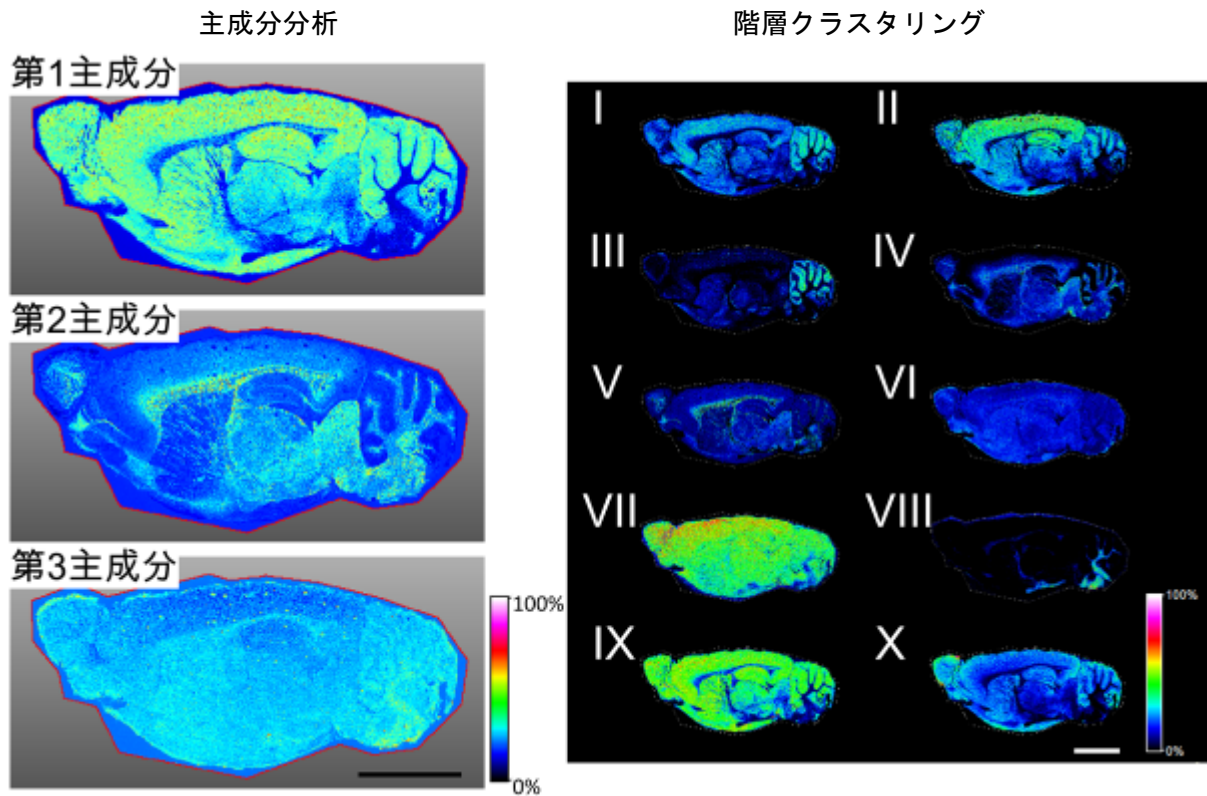 主成分分析
第1主成分
第2主成分
第3主成分
100%
0%
階層クラスタリング
I
II
III
IV
V
VI
VII
VIII
IX
X
100%
0%